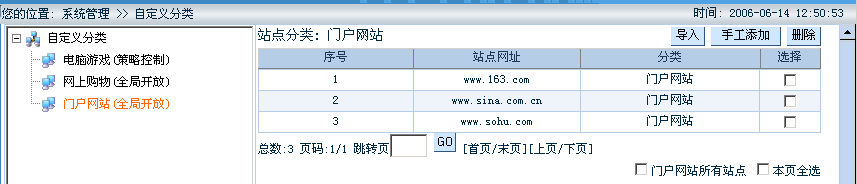 您的位置: 系统管理 >> 自定义分类
时间: 2006-06-14 12:50:53
自定义分类
电脑游戏(策略控制)
网上购物(全局开放)
门户网站(全局开放)
站点分类: 门户网站
导入 手工添加 删除
序号 站点网址 分类 选择
1 www.163.com 门户网站
2 www.sina.com.cn 门户网站
3 www.sohu.com 门户网站
总数:3 页码:1/1 跳转页 GO [首页/末页][上页/下页]
门户网站所有站点 本页全选